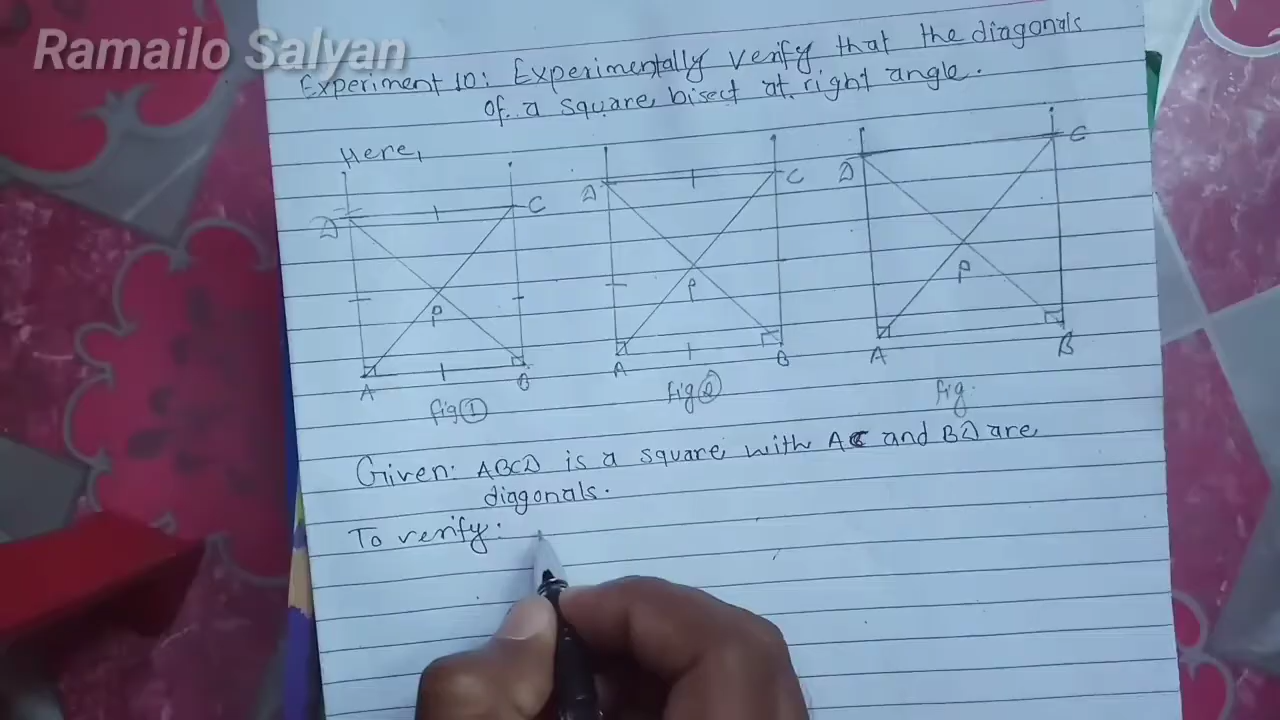 Ramailo Salyan
Experiment 10: Experimentally verify that the diagonals
of a square bisect at right angle.
Here,
D C
P
A B
fig ①
D C
P
A B
fig ②
D C
P
A B
fig:
Given: ABCD is a square with AC and BD are
diagonals.
To verify: